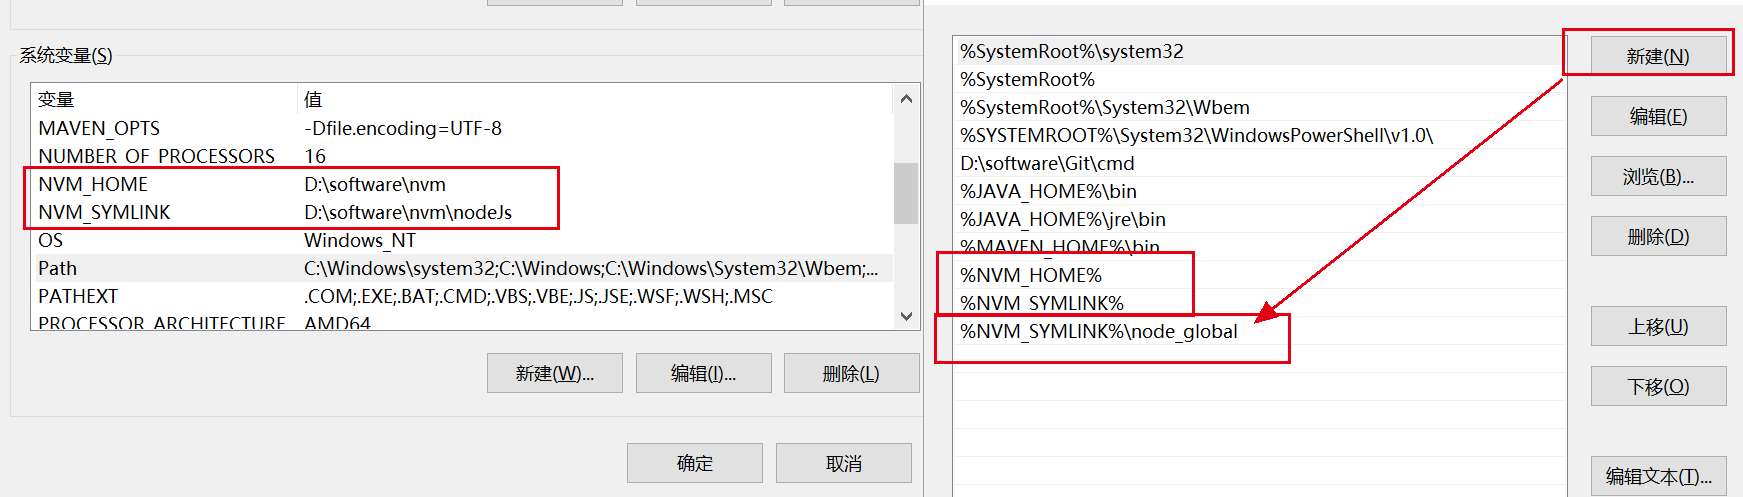 系统变量(S)
变量 值
MAVEN_OPTS -Dfile.encoding=UTF-8
NUMBER_OF_PROCESSORS 16
NVM_HOME D:\software\nvm
NVM_SYMLINK D:\software\nvm\nodeJs
OS Windows_NT
Path C:\Windows\system32;C:\Windows;C:\Windows\System32\Wbem;...
PATHEXT .COM;.EXE;.BAT;.CMD;.VBS;.VBE;.JS;.JSE;.WSF;.WSH;.MSC
PROCESSOR_ARCHITECTURE AMD64
新建(W)... 编辑(I)... 删除(L)
确定 取消
%SystemRoot%\system32
%SystemRoot%
%SystemRoot%\System32\Wbem
%SYSTEMROOT%\System32\WindowsPowerShell\v1.0\
D:\software\Git\cmd
%JAVA_HOME%\bin
%JAVA_HOME%\jre\bin
%MAVEN_HOME%\bin
%NVM_HOME%
%NVM_SYMLINK%
%NVM_SYMLINK%\node_global
新建(N)
编辑(E)
浏览(B)...
删除(D)
上移(U)
下移(O)
编辑文本(T)...